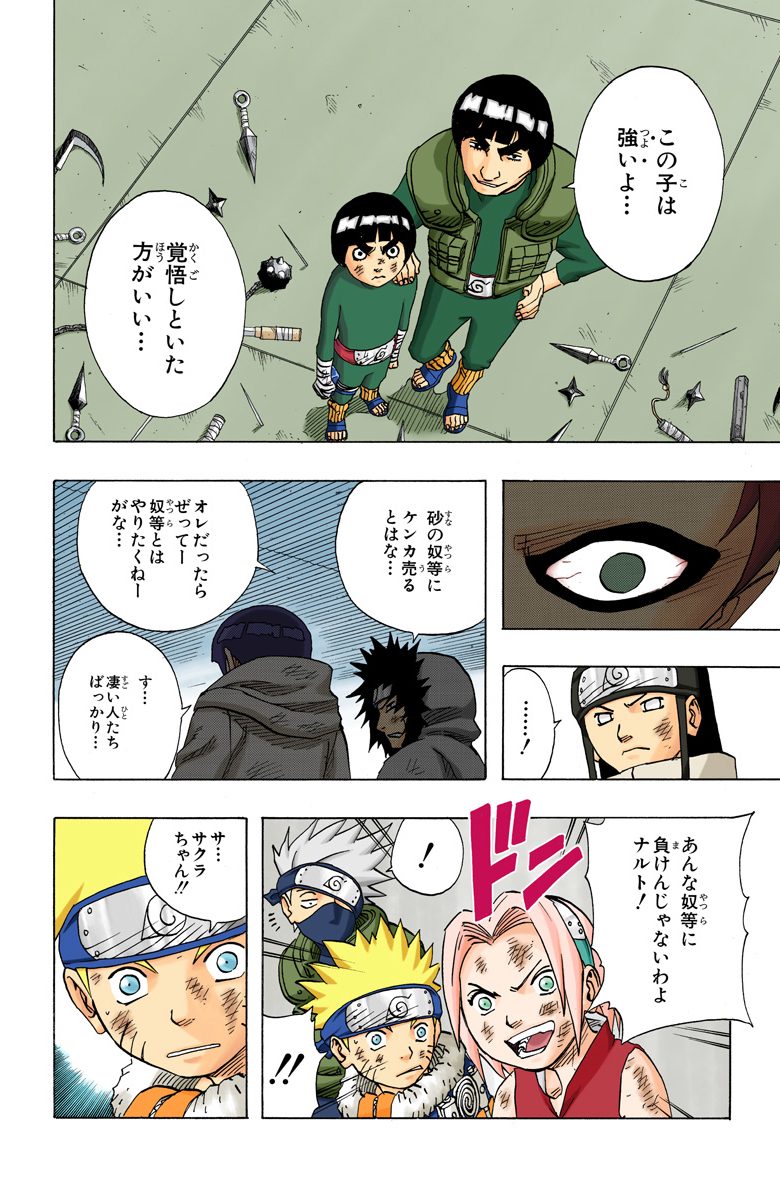 この子は
強いよ…
覚悟しといた
方がいい…
砂の奴等に
ケンカ売る
とはな…
オレだったら
ぜってー
奴等とは
やりたくねー
がな…
す…
凄い人たち
ばっかり…
……！
あんな奴等に
負けんじゃないわよ
ナルト！
ドン
！
！！
サ…
サクラ
ちゃん！！